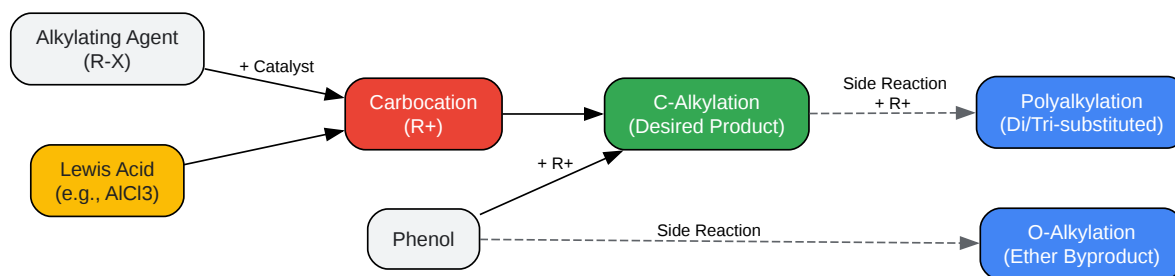 Alkylating Agent
(R-X)
+ Catalyst
Lewis Acid
(e.g., AlCl3)
Carbocation
(R+)
Phenol
+ R+
C-Alkylation
(Desired Product)
Side Reaction
+ R+
Polyalkylation
(Di/Tri-substituted)
Side Reaction
O-Alkylation
(Ether Byproduct)